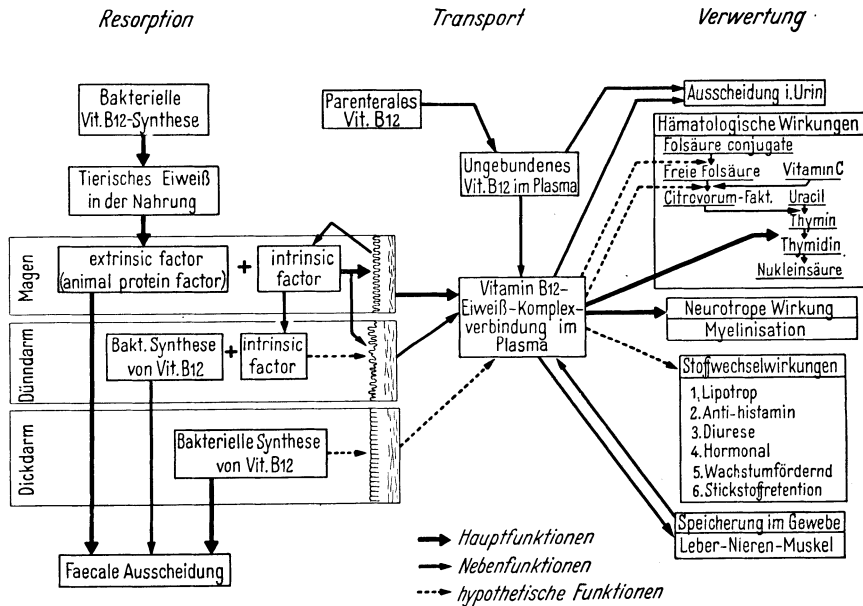 Resorption
Transport
Verwertung
Bakterielle
Vit. B12-Synthese
Tierisches Eiweiß
in der Nahrung
Magen
extrinsic factor
(animal protein factor)
+
intrinsic
factor
Dünndarm
Bakt. Synthese
von Vit. B12
+
intrinsic
factor
Dickdarm
Bakterielle Synthese
von Vit. B12
Faecale Ausscheidung
Parenterales
Vit. B12
Ungebundenes
Vit. B12 im Plasma
Vitamin B12-
Eiweiß-Komplex-
verbindung im
Plasma
Ausscheidung i. Urin
Hämatologische Wirkungen
Folsäure conjugate
Freie Folsäure
Vitamin C
Citrovorum-Fakt.
Uracil
Thymin
Thymidin
Nukleinsäure
Neurotrope Wirkung
Myelinisation
Stoffwechselwirkungen
1. Lipotrop
2. Anti-histamin
3. Diurese
4. Hormonal
5. Wachstumfördernd
6. Stickstoffretention
Speicherung im Gewebe
Leber-Nieren-Muskel
Hauptfunktionen
Nebenfunktionen
hypothetische Funktionen